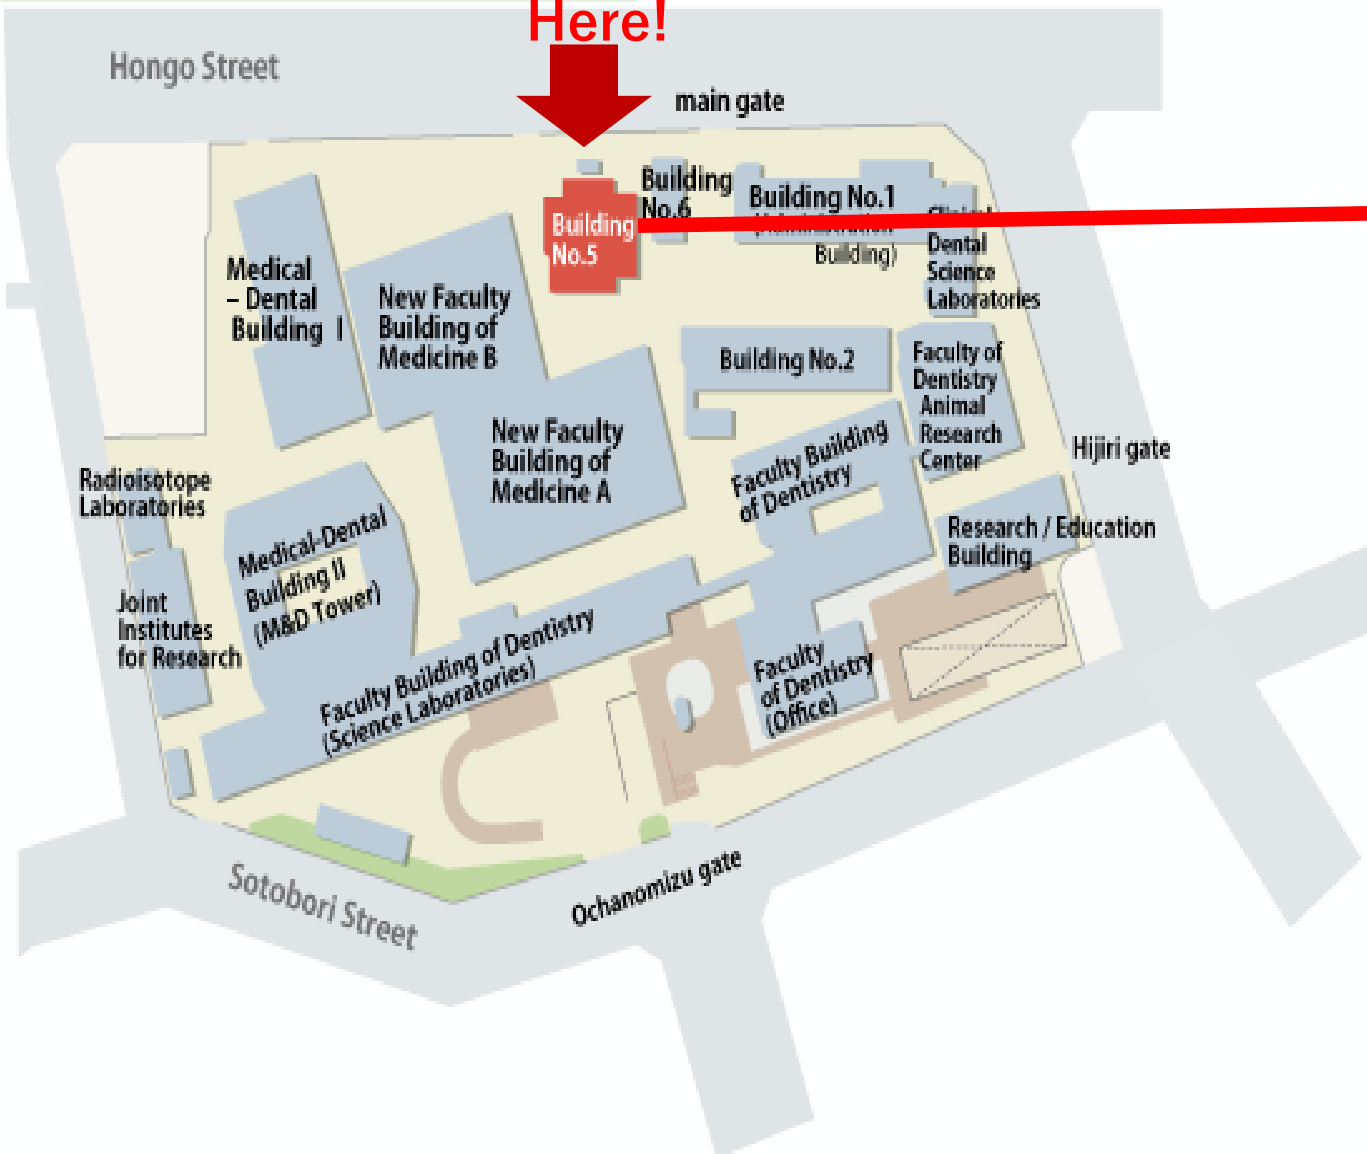 Here!
Hongo Street
main gate
Building
No.6
Building No.1
Building)
Building
No.5
Dental
Science
Laboratories
Medical
– Dental
Building I
New Faculty
Building of
Medicine B
Building No.2
Faculty of
Dentistry
Animal
Research
Center
New Faculty
Building of
Medicine A
Faculty Building
of Dentistry
Hijiri gate
Radioisotope
Laboratories
Medical-Dental
Building II
(M&D Tower)
Research / Education
Building
Joint
Institutes
for Research
Faculty Building of Dentistry
(Science Laboratories)
Faculty
of Dentistry
(Office)
Sotobori Street
Ochanomizu gate